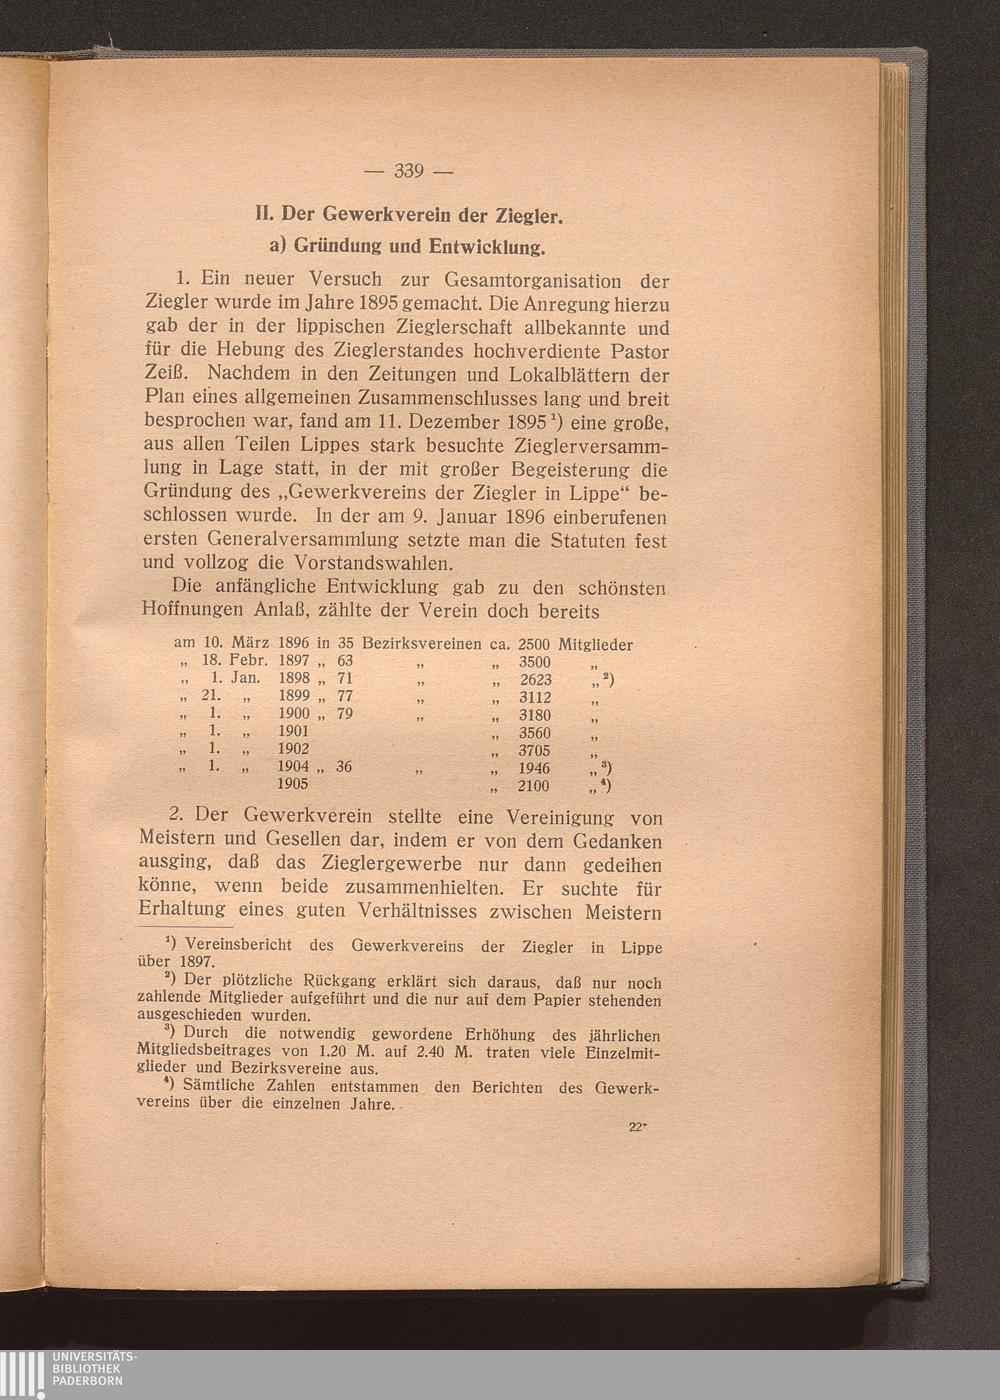 — 339 —
II. Der Gewerkverein der Ziegler.
a) Gründung und Entwicklung.
1. Ein neuer Versuch zur Gesamtorganisation der
Ziegler wurde im Jahre 1895 gemacht. Die Anregung hierzu
gab der in der lippischen Zieglerschaft allbekannte und
für die Hebung des Zieglerstandes hochverdiente Pastor
Zeiß. Nachdem in den Zeitungen und Lokalblättern der
Plan eines allgemeinen Zusammenschlusses lang und breit
besprochen war, fand am 11. Dezember 1895 ¹) eine große,
aus allen Teilen Lippes stark besuchte Zieglerversamm-
lung in Lage statt, in der mit großer Begeisterung die
Gründung des „Gewerkvereins der Ziegler in Lippe“ be-
schlossen wurde. In der am 9. Januar 1896 einberufenen
ersten Generalversammlung setzte man die Statuten fest
und vollzog die Vorstandswahlen.
Die anfängliche Entwicklung gab zu den schönsten
Hoffnungen Anlaß, zählte der Verein doch bereits
am 10. März 1896 in 35 Bezirksvereinen ca. 2500 Mitglieder
„ 18. Febr. 1897 „ 63 „ „ 3500 „
„ 1. Jan. 1898 „ 71 „ „ 2623 „ ²)
„ 21. „ 1899 „ 77 „ „ 3112 „
„ 1. „ 1900 „ 79 „ „ 3180 „
„ 1. „ 1901 „ 3560 „
„ 1. „ 1902 „ 3705 „
„ 1. „ 1904 „ 36 „ „ 1946 „ ³)
1905 „ 2100 „ ⁴)
2. Der Gewerkverein stellte eine Vereinigung von
Meistern und Gesellen dar, indem er von dem Gedanken
ausging, daß das Zieglergewerbe nur dann gedeihen
könne, wenn beide zusammenhielten. Er suchte für
Erhaltung eines guten Verhältnisses zwischen Meistern
¹) Vereinsbericht des Gewerkvereins der Ziegler in Lippe
über 1897.
²) Der plötzliche Rückgang erklärt sich daraus, daß nur noch
zahlende Mitglieder aufgeführt und die nur auf dem Papier stehenden
ausgeschieden wurden.
³) Durch die notwendig gewordene Erhöhung des jährlichen
Mitgliedsbeitrages von 1.20 M. auf 2.40 M. traten viele Einzelmit-
glieder und Bezirksvereine aus.
⁴) Sämtliche Zahlen entstammen den Berichten des Gewerk-
vereins über die einzelnen Jahre.
22*
UNIVERSITÄTS-
BIBLIOTHEK
PADERBORN